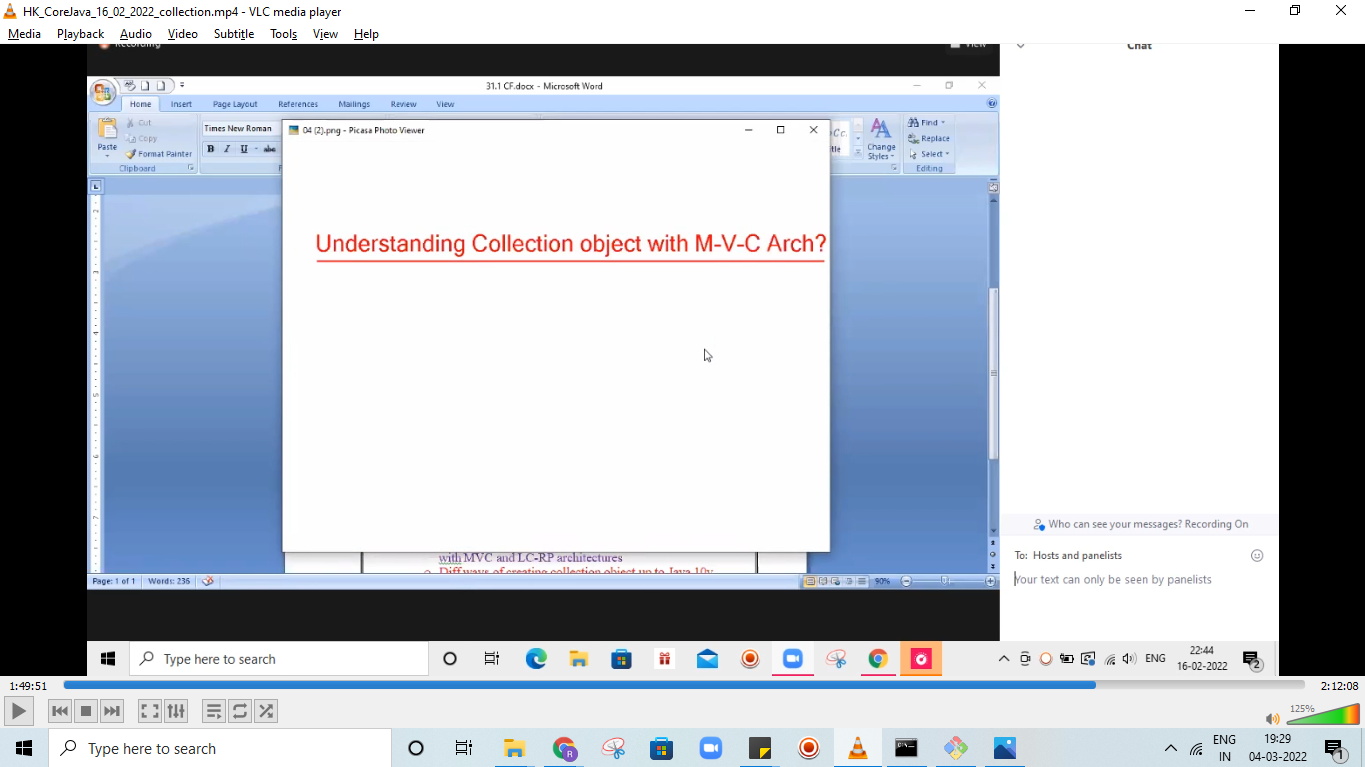 HK_CoreJava_16_02_2022_collection.mp4 - VLC media player
Media Playback Audio Video Subtitle Tools View Help
Recording
View
Chat
31.1 CF.docx - Microsoft Word
Home Insert Page Layout References Mailings Review View
Paste
Cut
Copy
Format Painter
Clipboard
Times New Roman
B I U abc
04 (2).png - Picasa Photo Viewer
Change
Styles
Find
Replace
Select
Editing
Understanding Collection object with M-V-C Arch?
with MVC and LC-RP architectures
Diff ways of creating collection object up to Java 10v
Page: 1 of 1 Words: 236
90%
Who can see your messages? Recording On
To: Hosts and panelists
Your text can only be seen by panelists
Type here to search
ENG
22:44
16-02-2022
2
1:49:51
2:12:08
125%
Type here to search
R
ENG
IN
19:29
04-03-2022
1